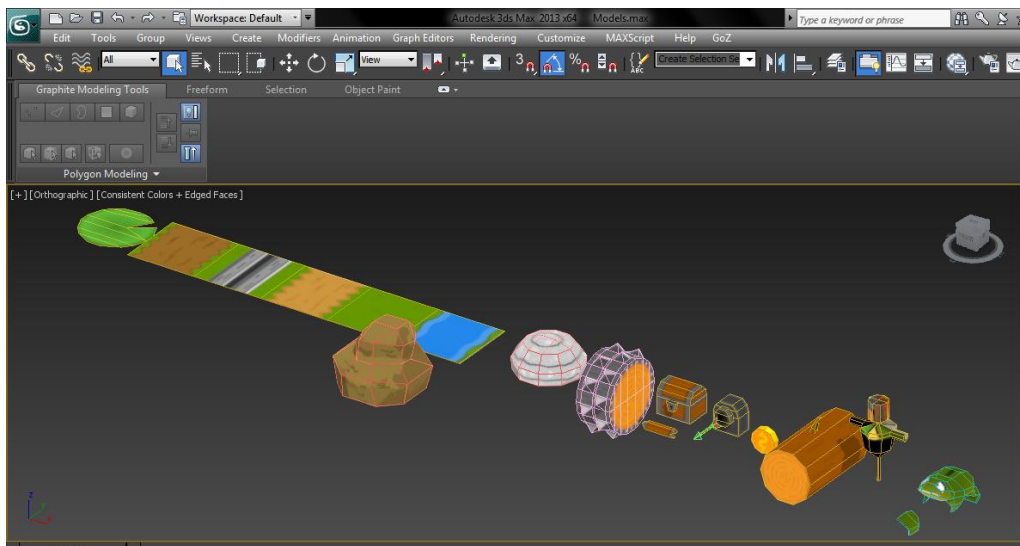 Workspace: Default
Autodesk 3ds Max 2013 x64 Models.max
Type a keyword or phrase
Edit Tools Group Views Create Modifiers Animation Graph Editors Rendering Customize MAXScript Help GoZ
All
View
3
%
ABC
Create Selection Se
Graphite Modeling Tools Freeform Selection Object Paint
Polygon Modeling
[+] [Orthographic] [Consistent Colors + Edged Faces]
z